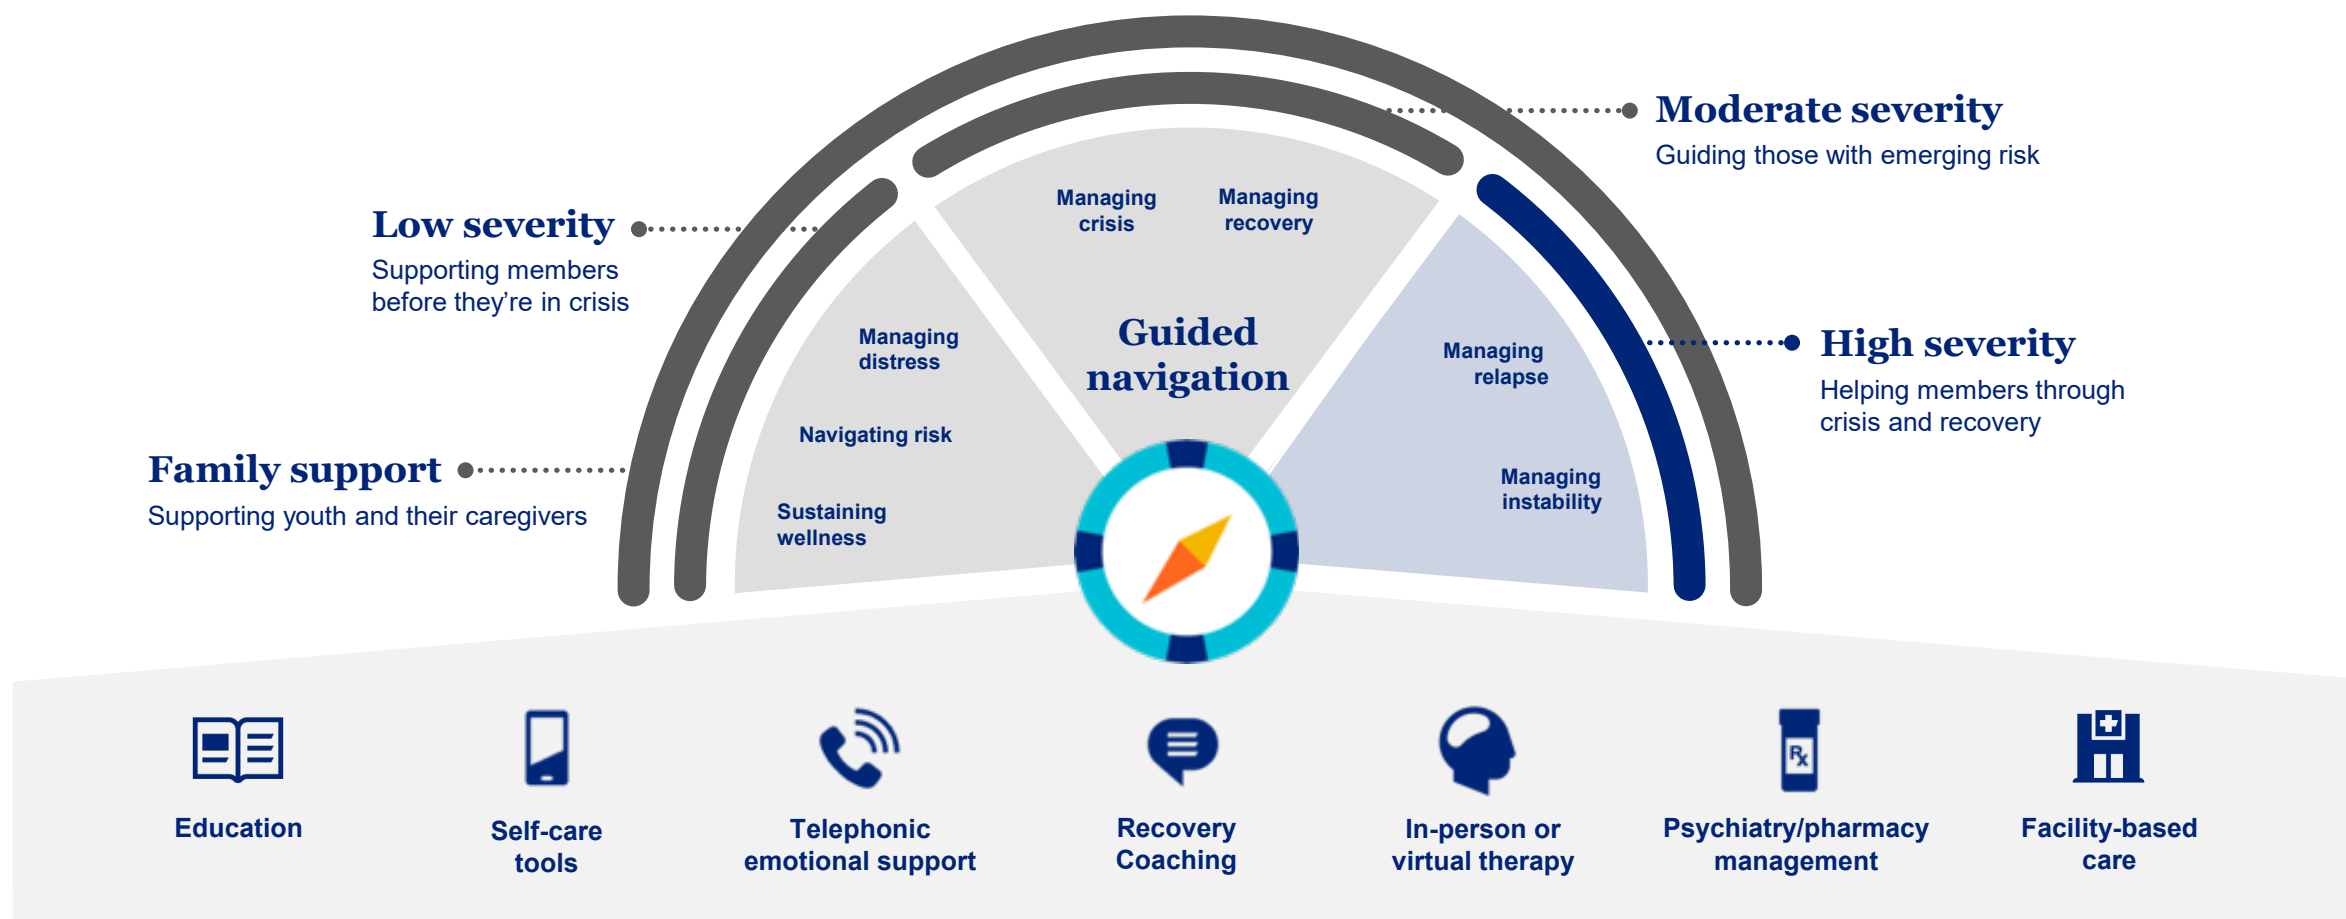 Moderate severity
Guiding those with emerging risk
Low severity
Supporting members
before they’re in crisis
High severity
Helping members through
crisis and recovery
Family support
Supporting youth and their caregivers
Managing
crisis
Managing
recovery
Guided
navigation
Managing
distress
Navigating risk
Sustaining
wellness
Managing
relapse
Managing
instability
Rx
Education
Self-care
tools
Telephonic
emotional support
Recovery
Coaching
In-person or
virtual therapy
Psychiatry/pharmacy
management
Facility-based
care